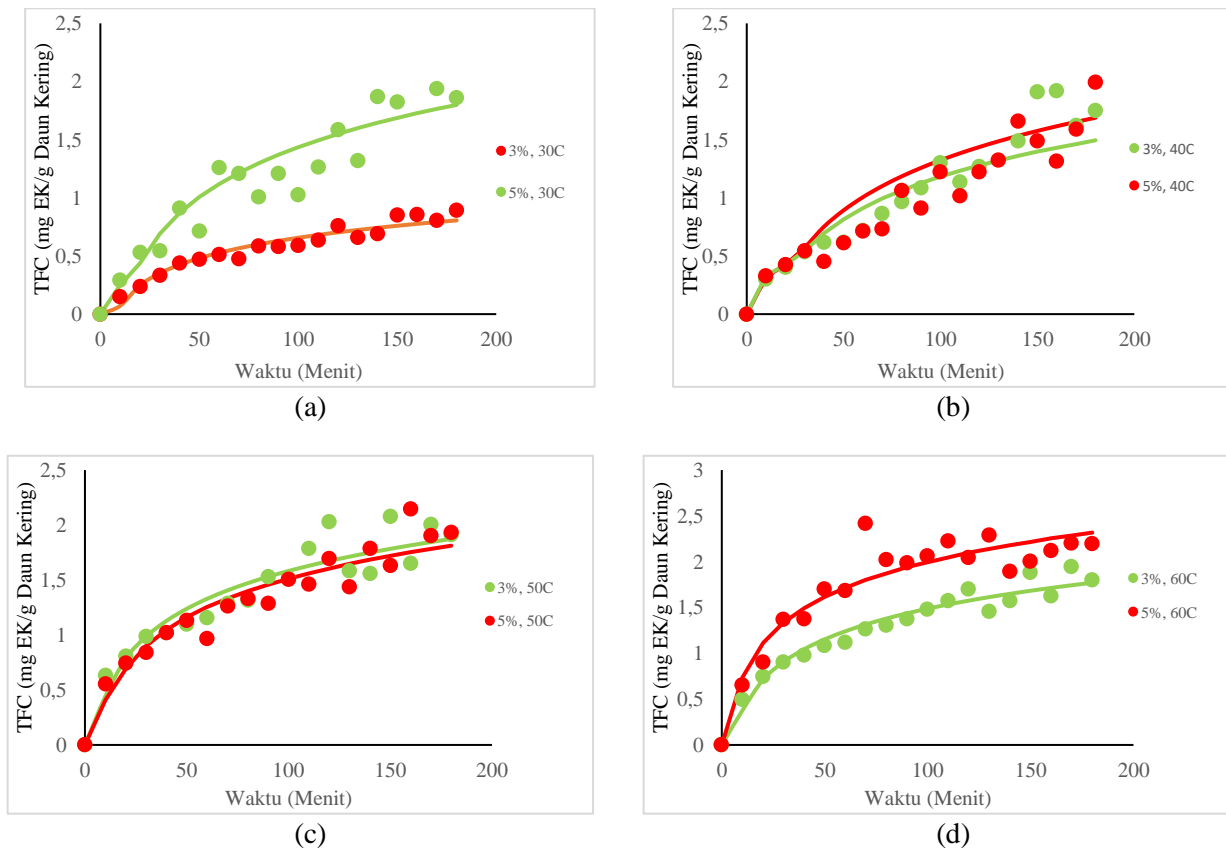 2,5
2
1,5
1
0,5
0
0
50
100
150
200
TFC (mg EK/g Daun Kering)
Waktu (Menit)
3%, 30C
5%, 30C
(a)
2,5
2
1,5
1
0,5
0
0
50
100
150
200
TFC (mg EK/g Daun Kering)
Waktu (Menit)
3%, 40C
5%, 40C
(b)
2,5
2
1,5
1
0,5
0
0
50
100
150
200
TFC (mg EK/g Daun Kering)
Waktu (Menit)
3%, 50C
5%, 50C
(c)
3
2,5
2
1,5
1
0,5
0
0
50
100
150
200
TFC (mg EK/g Daun Kering)
Waktu (Menit)
3%, 60C
5%, 60C
(d)